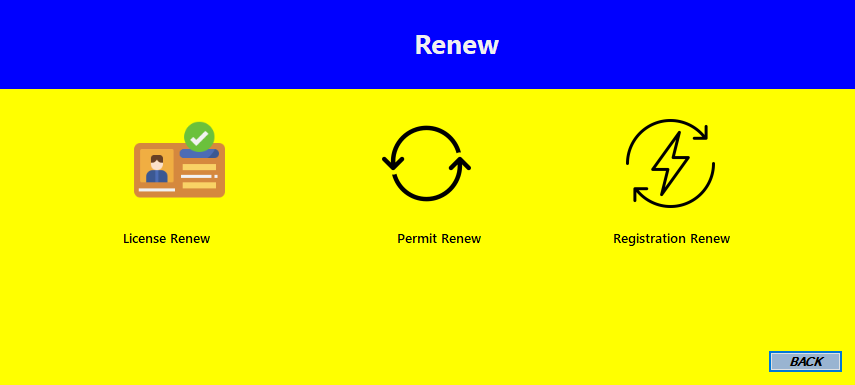 Renew
License Renew
Permit Renew
Registration Renew
BACK